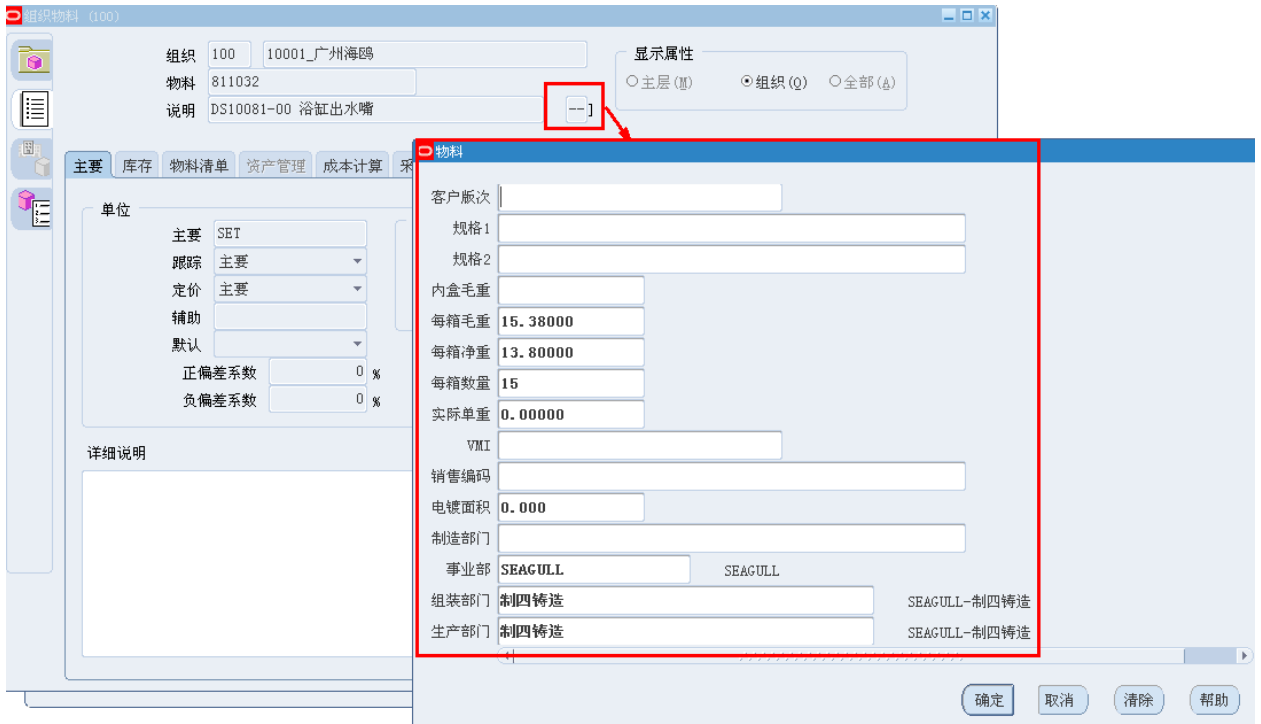 组织物料 (100)
组织 100 10001_广州海鸥
物料 811032
说明 DS10081-00 浴缸出水嘴 [--]
显示属性
主层(M) 组织(O) 全部(A)
主要 库存 物料清单 资产管理 成本计算 采
单位
主要 SET
跟踪 主要
定价 主要
辅助
默认
正偏差系数 0 %
负偏差系数 0 %
详细说明
物料
客户版次
规格1
规格2
内盒毛重
每箱毛重 15.38000
每箱净重 13.80000
每箱数量 15
实际单重 0.00000
VMI
销售编码
电镀面积 0.000
制造部门
事业部 SEAGULL SEAGULL
组装部门 制四铸造 SEAGULL-制四铸造
生产部门 制四铸造 SEAGULL-制四铸造
确定 取消 清除 帮助